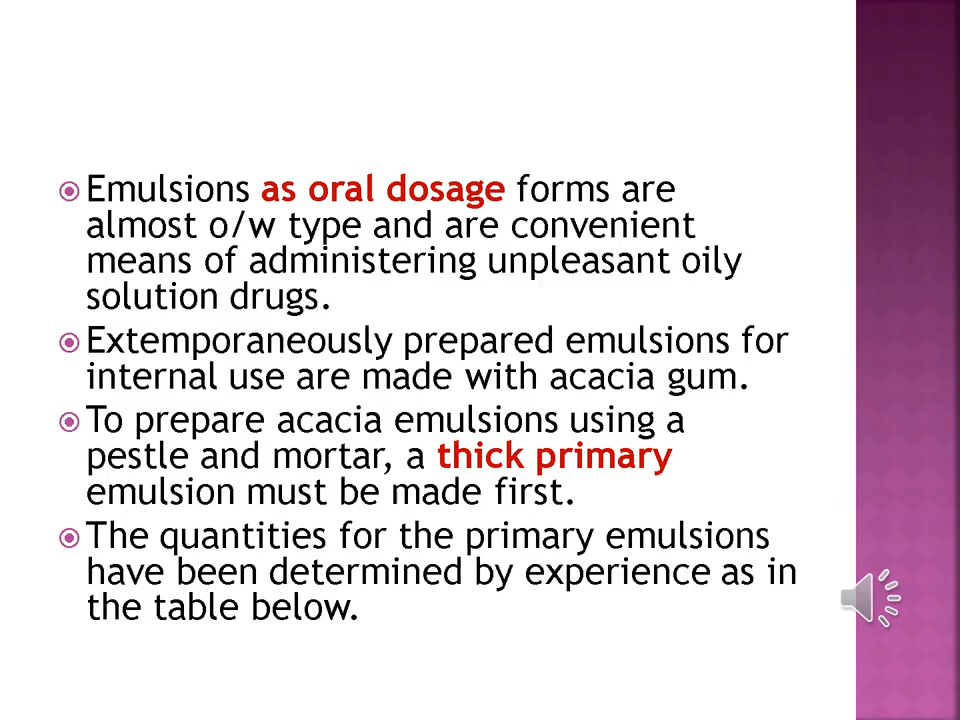 Emulsions as oral dosage forms are
almost o/w type and are convenient
means of administering unpleasant oily
solution drugs.
Extemporaneously prepared emulsions for
internal use are made with acacia gum.
To prepare acacia emulsions using a
pestle and mortar, a thick primary
emulsion must be made first.
The quantities for the primary emulsions
have been determined by experience as in
the table below.